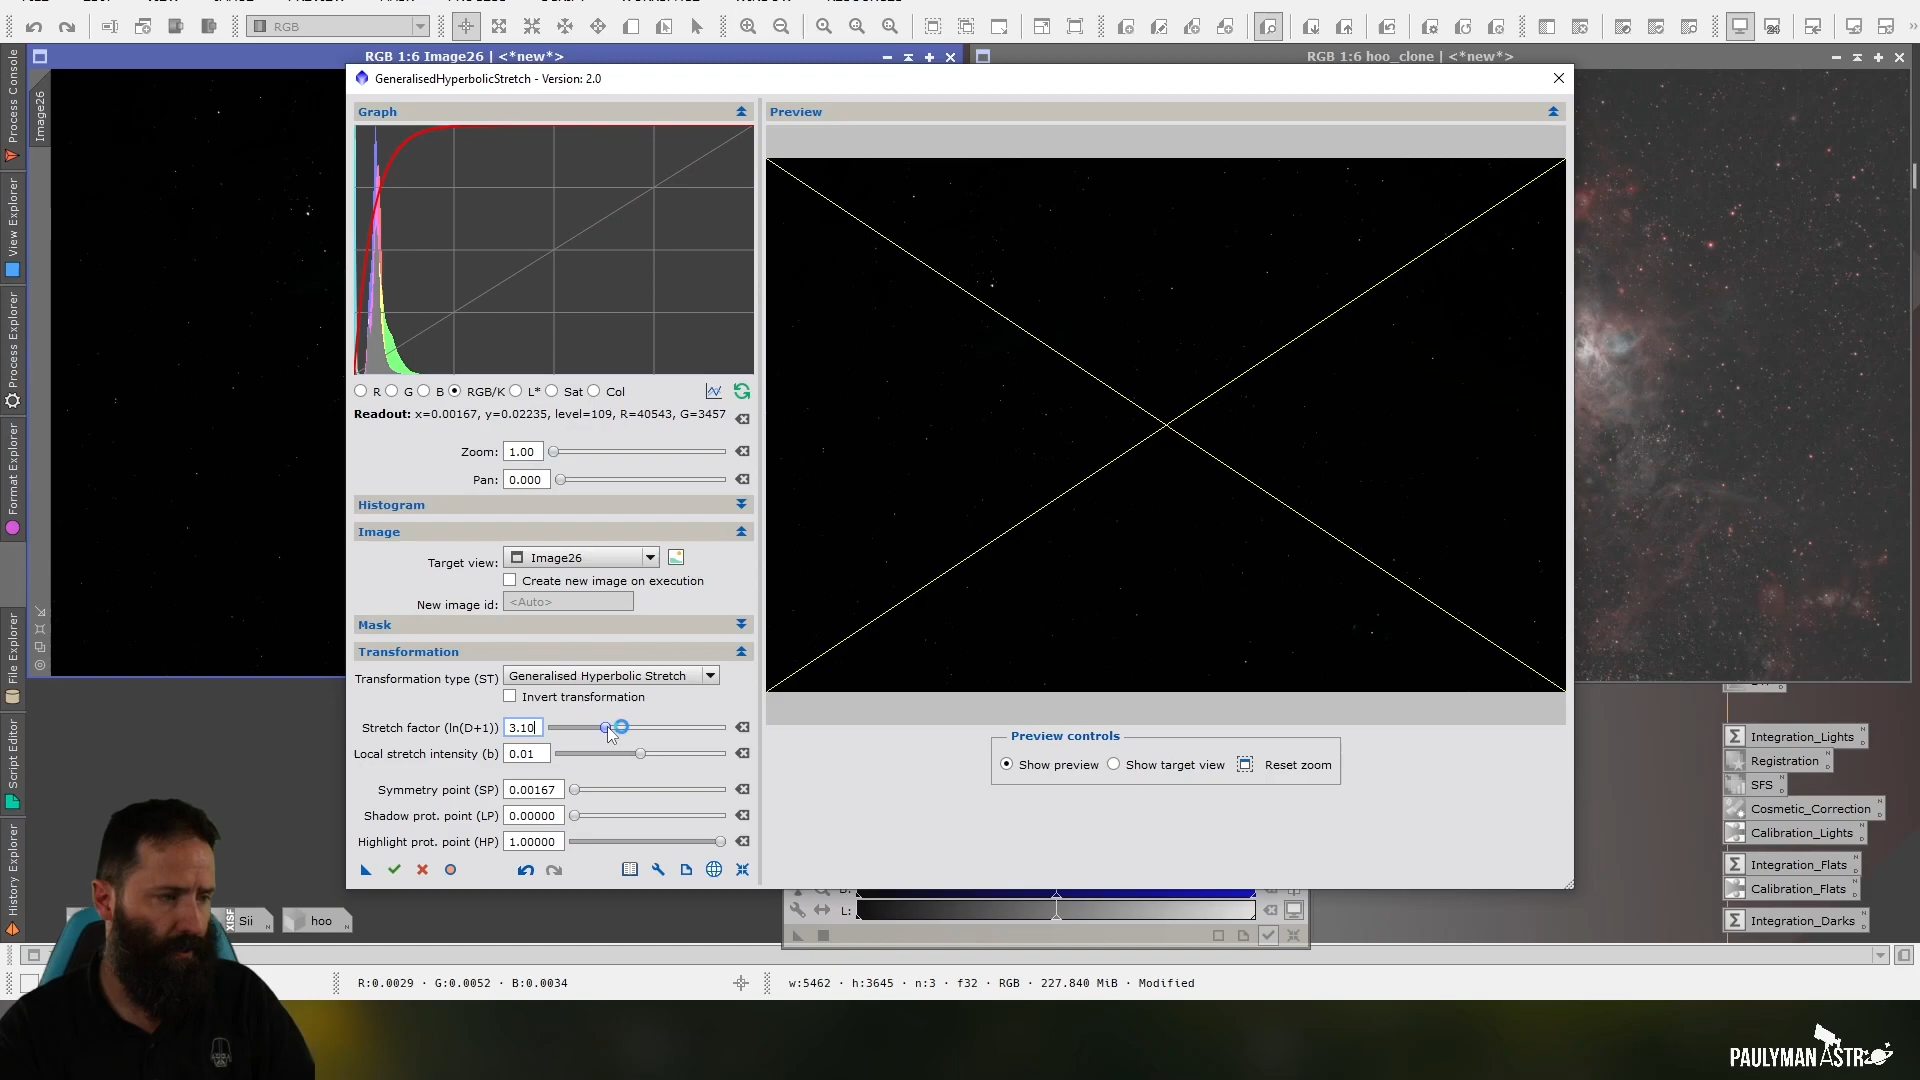 RGB
RGB 1:6 Image26 | <*new*>
RGB 1:6 hoo_clone | <*new*>
Process Console
View Explorer
Process Explorer
Format Explorer
File Explorer
Script Editor
History Explorer
Image26
GeneralisedHyperbolicStretch - Version: 2.0
Graph
R G B RGB/K L* Sat Col
Readout: x=0.00167, y=0.02235, level=109, R=40543, G=3457
Zoom: 1.00
Pan: 0.000
Histogram
Image
Target view: Image26
Create new image on execution
New image id: <Auto>
Mask
Transformation
Transformation type (ST) Generalised Hyperbolic Stretch
Invert transformation
Stretch factor (ln(D+1)) 3.10
Local stretch intensity (b) 0.01
Symmetry point (SP) 0.00167
Shadow prot. point (LP) 0.00000
Highlight prot. point (HP) 1.00000
Preview
Preview controls
Show preview Show target view Reset zoom
Integration_Lights N
Registration
SFS N
Cosmetic_Correction N
Calibration_Lights N
Integration_Flats N
Calibration_Flats N
Integration_Darks N
XISF Sii N
hoo N
L:
R:0.0029 · G:0.0052 · B:0.0034
w:5462 · h:3645 · n:3 · f32 · RGB · 227.840 MiB · Modified
PAULYMAN ASTRO